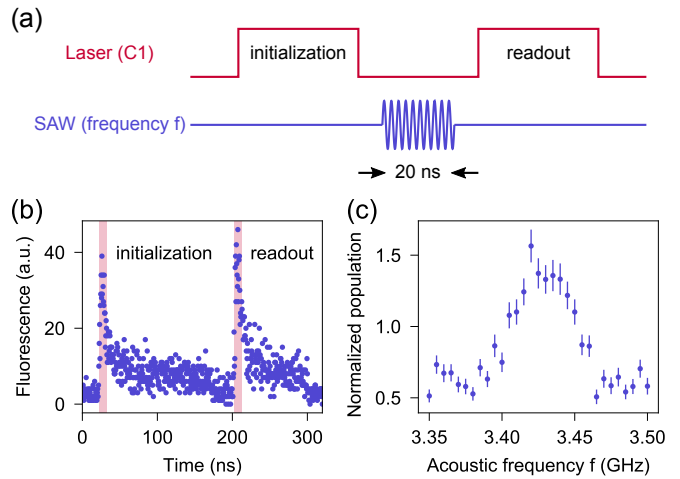 (a)
Laser (C1)
initialization
readout
SAW (frequency f)
20 ns
(b)
Fluorescence (a.u.)
40
20
0
initialization
readout
0
100
200
300
Time (ns)
(c)
Normalized population
1.5
1.0
0.5
3.35
3.40
3.45
3.50
Acoustic frequency f (GHz)